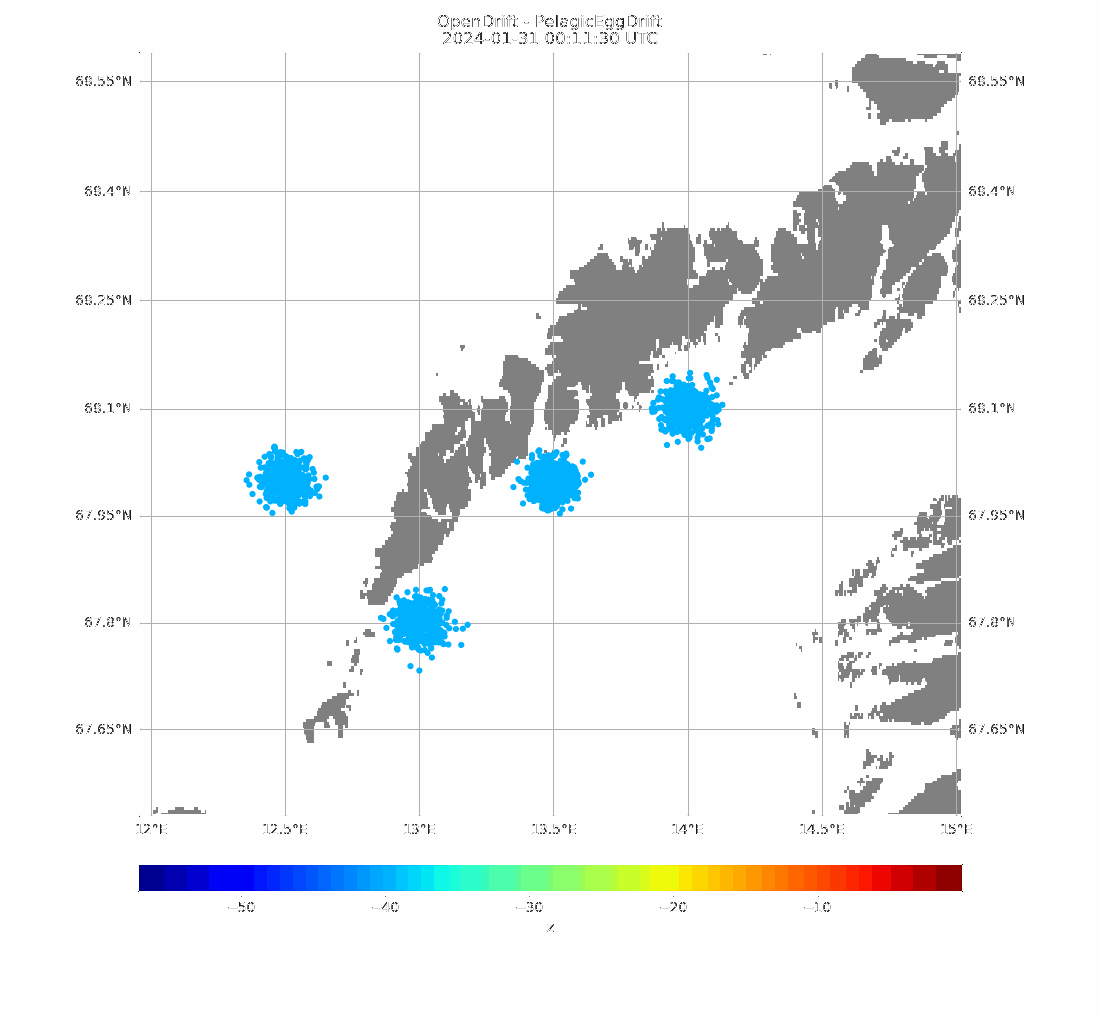 OpenDrift - PelagicEggDrift
2024-01-31 00:11:30 UTC
68.55°N 68.55°N
68.4°N 68.4°N
68.25°N 68.25°N
68.1°N 68.1°N
67.95°N 67.95°N
67.8°N 67.8°N
67.65°N 67.65°N
12°E 12.5°E 13°E 13.5°E 14°E 14.5°E 15°E
−50 −40 −30 −20 −10
z